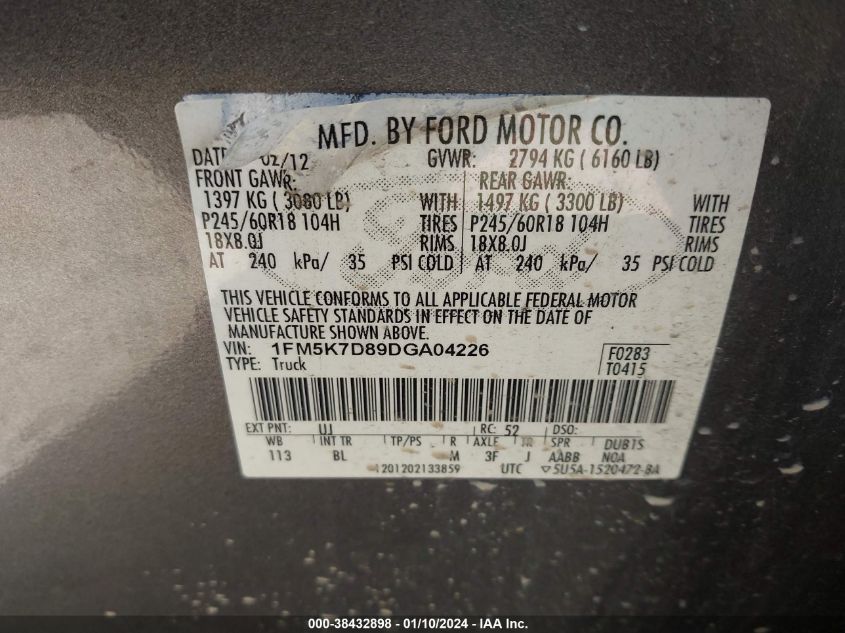 MFD. BY FORD MOTOR CO.
DATE 02/12 GVWR: 2794 KG ( 6160 LB)
FRONT GAWR: REAR GAWR:
1397 KG ( 3080 LB) WITH 1497 KG ( 3300 LB) WITH
P245/60R18 104H TIRES P245/60R18 104H TIRES
18X8.0J RIMS 18X8.0J RIMS
AT 240 kPa/ 35 PSI COLD AT 240 kPa/ 35 PSI COLD
THIS VEHICLE CONFORMS TO ALL APPLICABLE FEDERAL MOTOR
VEHICLE SAFETY STANDARDS IN EFFECT ON THE DATE OF
MANUFACTURE SHOWN ABOVE.
VIN: 1FM5K7D89DGA04226 F0283
TYPE: Truck T0415
EXT PNT: UJ RC: 52 DSO:
WB INT TR TP/PS R AXLE TR SPR DUBTS
113 BL M 3F J AABB NOA
1201202133859 UTC ▽5U5A-1520472-BA
000-38432898 - 01/10/2024 - IAA Inc.